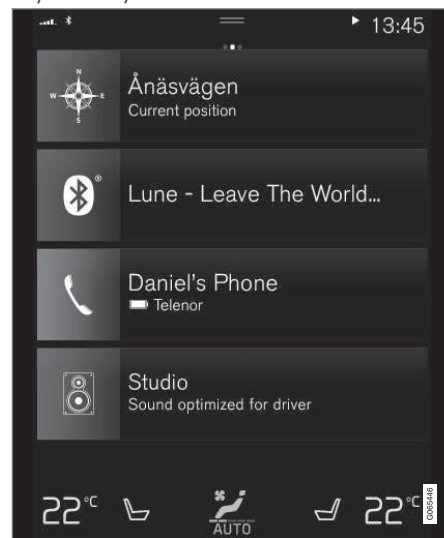 13:45
N
W
E
S
Ånäsvägen
Current position
Lune - Leave The World...
Daniel's Phone
Telenor
Studio
Sound optimized for driver
22°C
AUTO
22°C
G065446